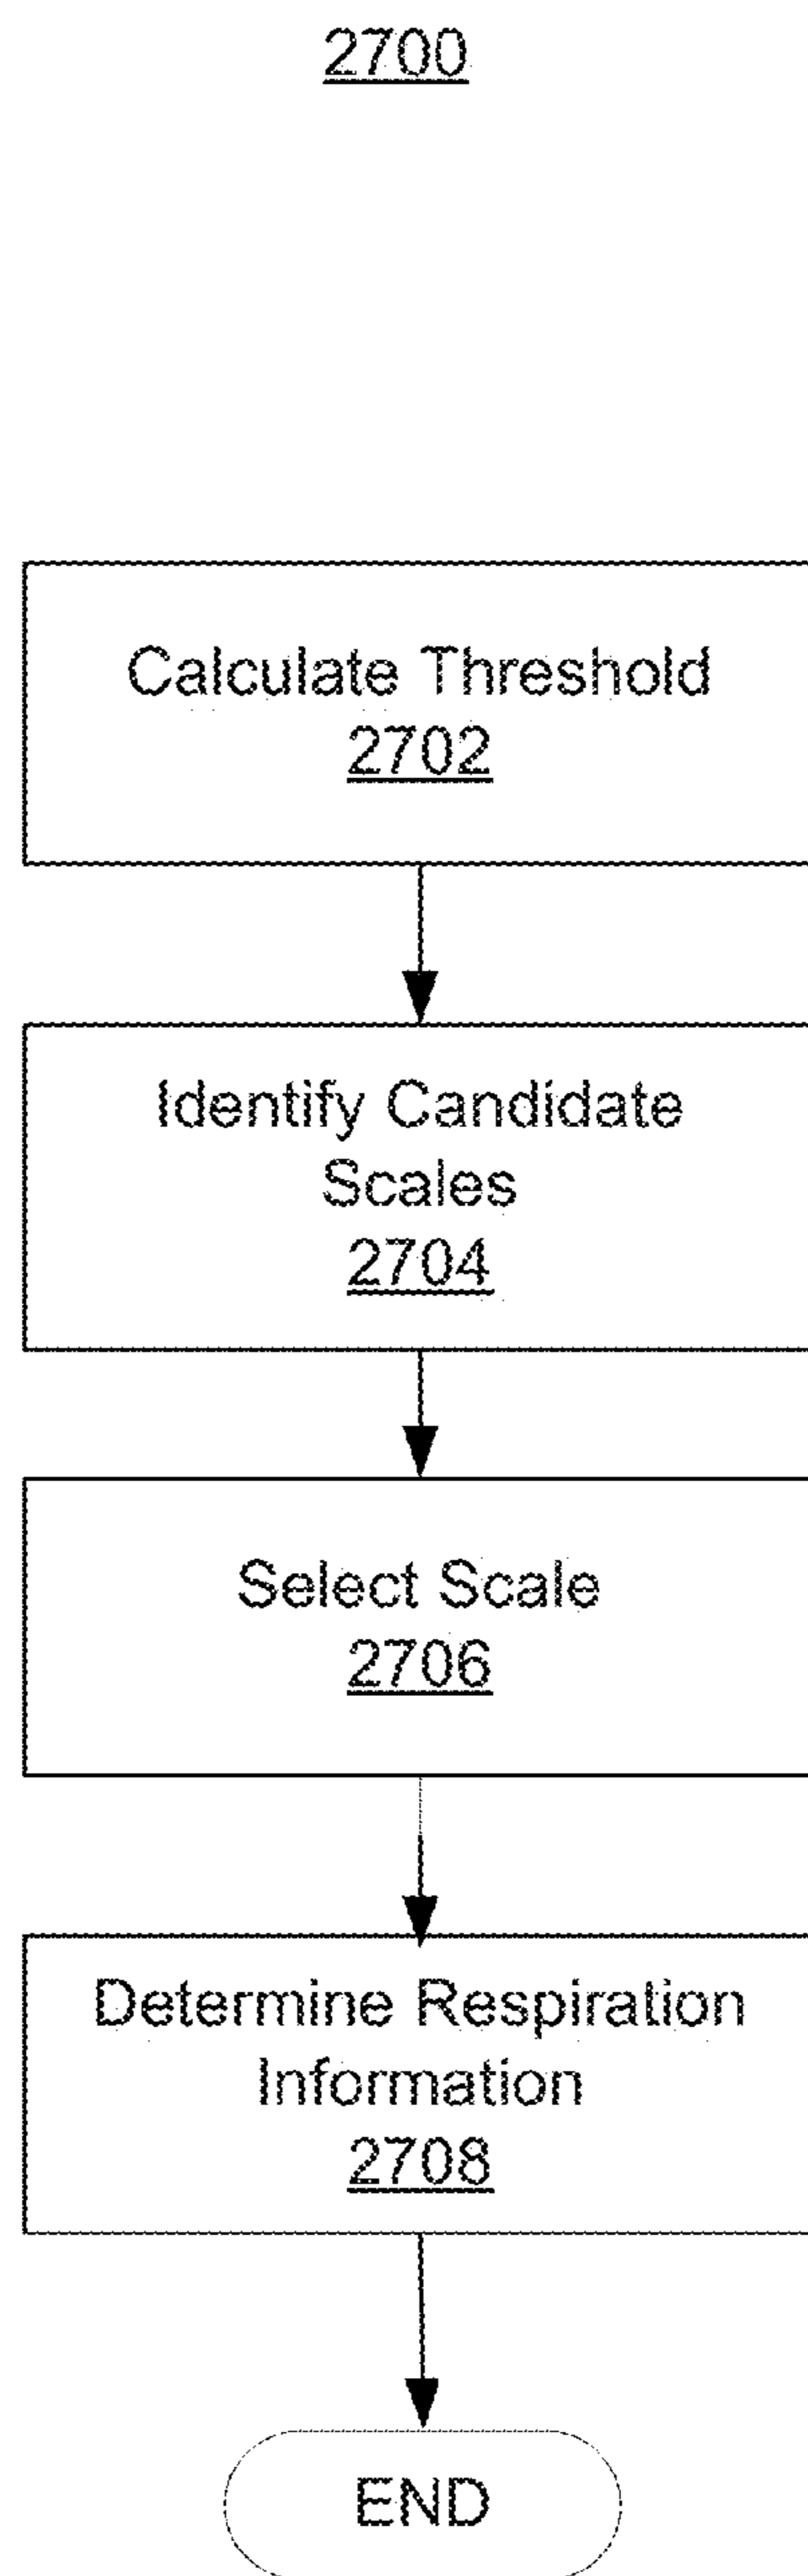 2700
Calculate Threshold
2702
Identify Candidate
Scales
2704
Select Scale
2706
Determine Respiration
Information
2708
END